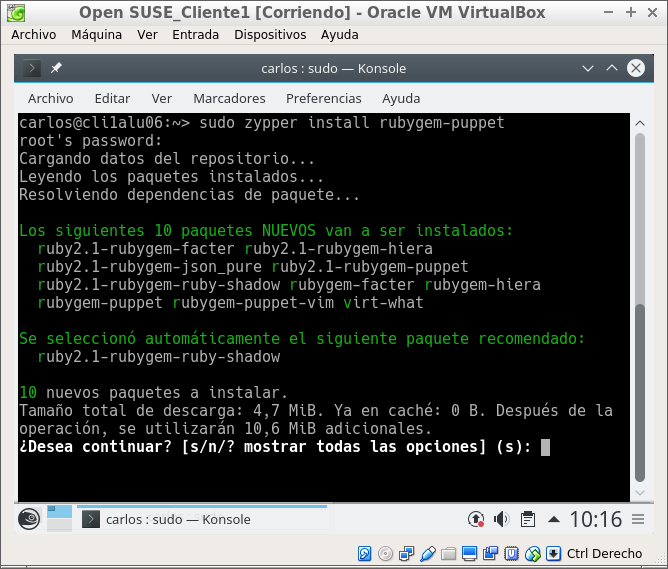 Open SUSE_Cliente1 [Corriendo] - Oracle VM VirtualBox
Archivo Máquina Ver Entrada Dispositivos Ayuda
carlos : sudo — Konsole
Archivo Editar Ver Marcadores Preferencias Ayuda
carlos@cli1alu06:~> sudo zypper install rubygem-puppet
root's password:
Cargando datos del repositorio...
Leyendo los paquetes instalados...
Resolviendo dependencias de paquete...
Los siguientes 10 paquetes NUEVOS van a ser instalados:
ruby2.1-rubygem-facter ruby2.1-rubygem-hiera
ruby2.1-rubygem-json_pure ruby2.1-rubygem-puppet
ruby2.1-rubygem-ruby-shadow rubygem-facter rubygem-hiera
rubygem-puppet rubygem-puppet-vim virt-what
Se seleccionó automáticamente el siguiente paquete recomendado:
ruby2.1-rubygem-ruby-shadow
10 nuevos paquetes a instalar.
Tamaño total de descarga: 4,7 MiB. Ya en caché: 0 B. Después de la
operación, se utilizarán 10,6 MiB adicionales.
¿Desea continuar? [s/n/? mostrar todas las opciones] (s):
carlos : sudo — Konsole
10:16
Ctrl Derecho